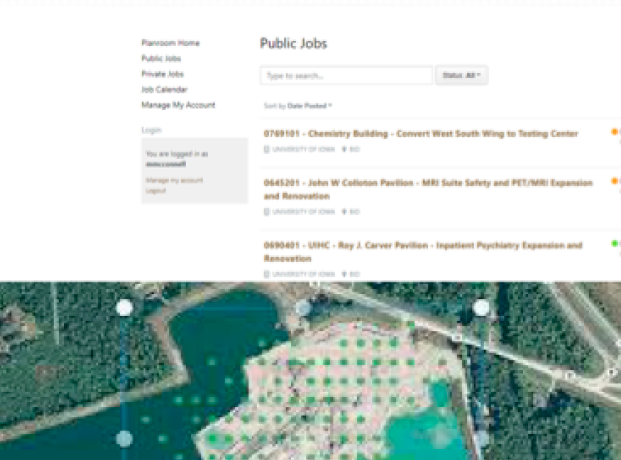 Planroom Home
Public Jobs
Private Jobs
Job Calendar
Manage My Account
Login
You are logged in as
Manage my account
Logout
Public Jobs
Type to search...
Status All
Sort by Date Posted
0769101 - Chemistry Building - Convert West South Wing to Testing Center
UNIVERSITY OF IOWA BID
0645201 - John W Colloton Pavilion - MRI Suite Safety and PET/MRI Expansion
and Renovation
UNIVERSITY OF IOWA BID
0690401 - UIHC - Roy J. Carver Pavilion - Inpatient Psychiatry Expansion and
Renovation
UNIVERSITY OF IOWA BID